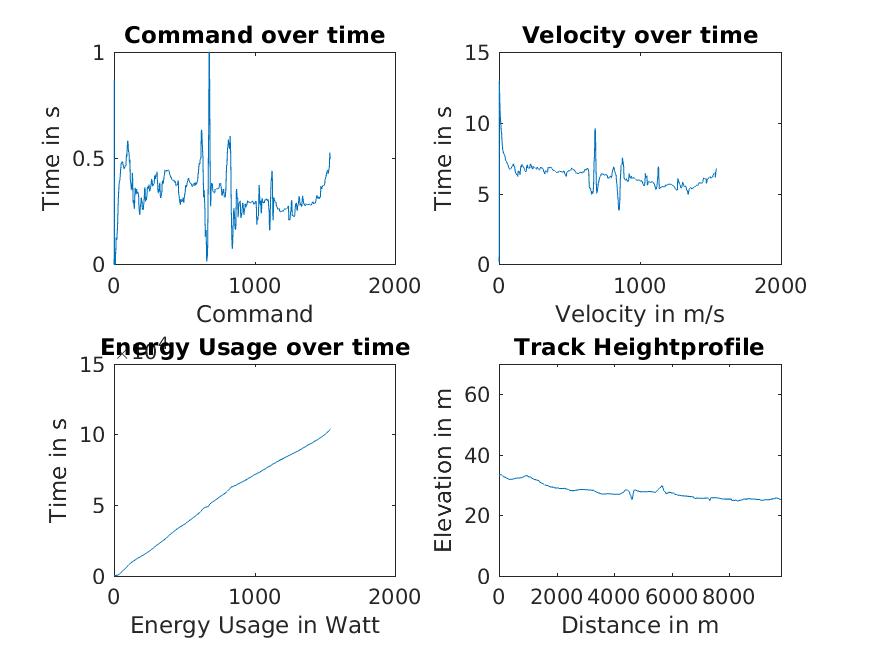 Command over time
1
0.5
0
Time in s
0 1000 2000
Command
Velocity over time
15
10
5
0
Time in s
0 1000 2000
Velocity in m/s
Energy Usage over time
×10⁴
15
10
5
0
Time in s
0 1000 2000
Energy Usage in Watt
Track Heightprofile
60
40
20
0
Elevation in m
0 2000 4000 6000 8000
Distance in m